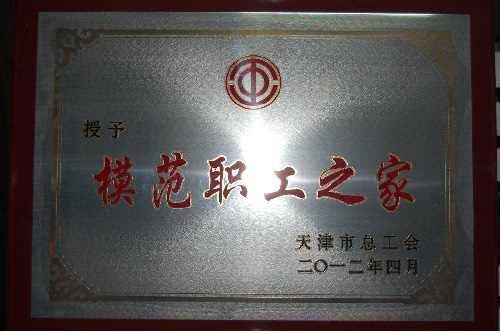 授予
模范职工之家
天津市总工会
二〇一二年四月